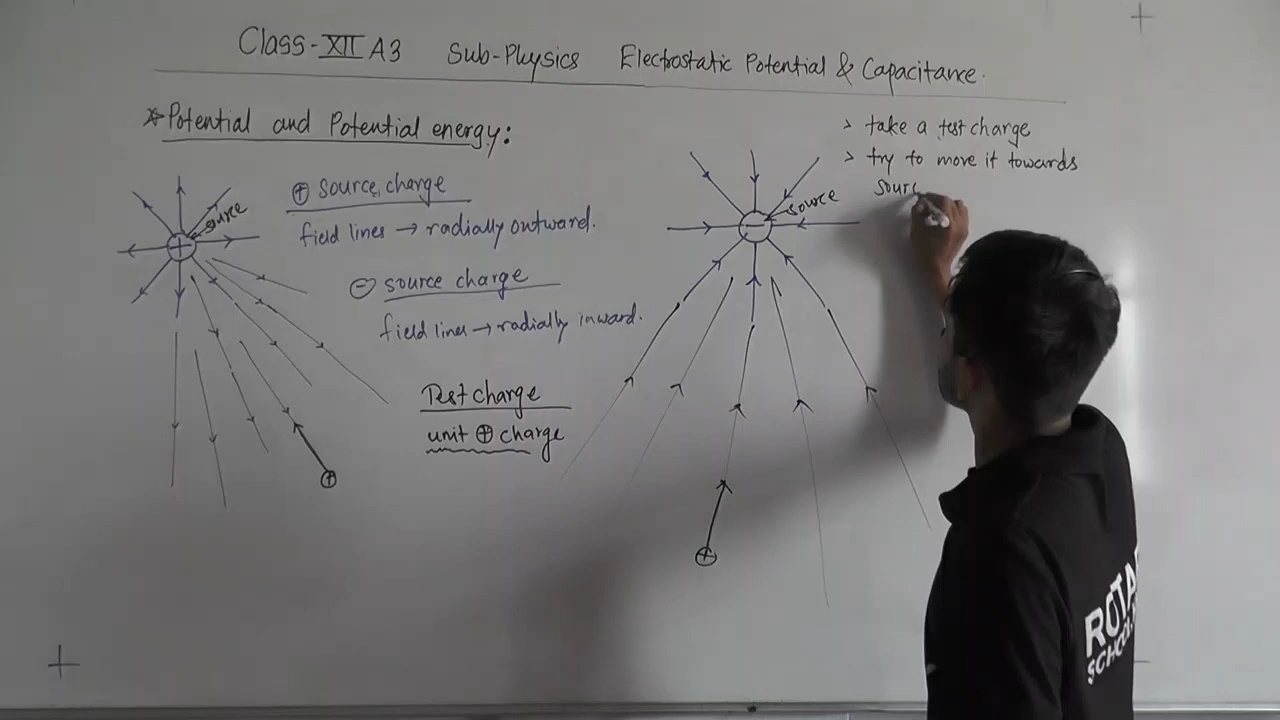 Class-XII A3 Sub-Physics Electrostatic Potential & Capacitance.
*Potential and Potential energy:
⊕ source charge
field lines → radially outward.
⊖ source charge
field lines → radially inward.
Test charge
unit ⊕ charge
source
+
⊕
> take a test charge
> try to move it towards
sourc
source
−
⊕
SCHOOL